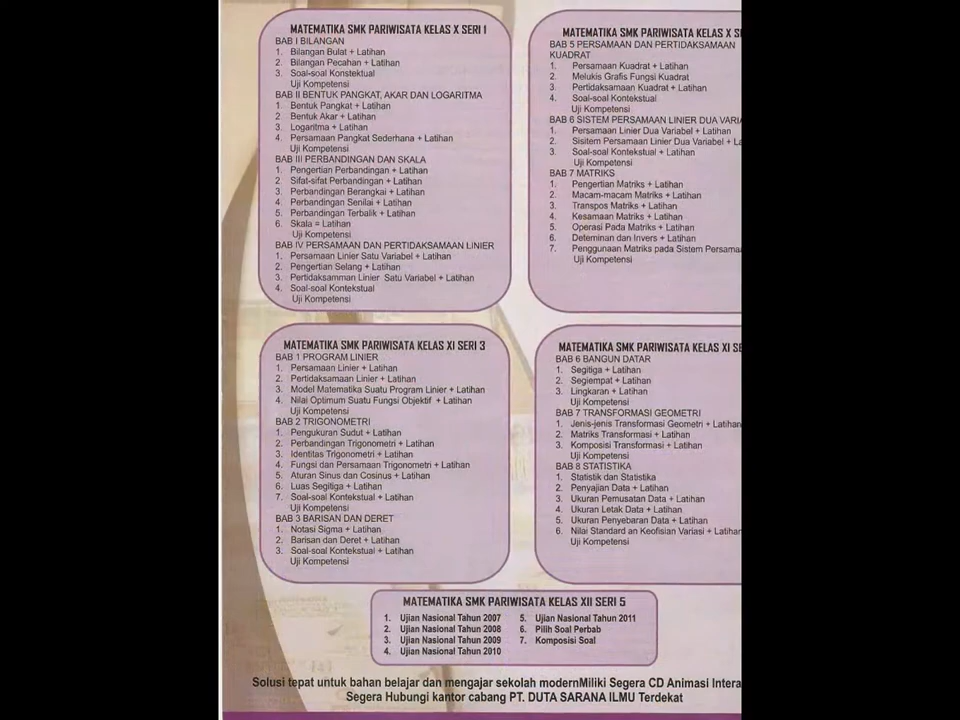 MATEMATIKA SMK PARIWISATA KELAS X SERI 1
BAB I BILANGAN
1. Bilangan Bulat + Latihan
2. Bilangan Pecahan + Latihan
3. Soal-soal Konstektual
Uji Kompetensi
BAB II BENTUK PANGKAT, AKAR DAN LOGARITMA
1. Bentuk Pangkat + Latihan
2. Bentuk Akar + Latihan
3. Logaritma + Latihan
4. Persamaan Pangkat Sederhana + Latihan
Uji Kompetensi
BAB III PERBANDINGAN DAN SKALA
1. Pengertian Perbandingan + Latihan
2. Sifat-sifat Perbandingan + Latihan
3. Perbandingan Berangkai + Latihan
4. Perbandingan Senilai + Latihan
5. Perbandingan Terbalik + Latihan
6. Skala = Latihan
Uji Kompetensi
BAB IV PERSAMAAN DAN PERTIDAKSAMAAN LINIER
1. Persamaan Linier Satu Variabel + Latihan
2. Pengertian Selang + Latihan
3. Pertidaksamman Linier Satu Variabel + Latihan
4. Soal-soal Kontekstual
Uji Kompetensi
MATEMATIKA SMK PARIWISATA KELAS X
BAB 5 PERSAMAAN DAN PERTIDAKSAMAAN
KUADRAT
1. Persamaan Kuadrat + Latihan
2. Melukis Grafis Fungsi Kuadrat
3. Pertidaksamaan Kuadrat + Latihan
4. Soal-soal Kontekstual
Uji Kompetensi
BAB 6 SISTEM PERSAMAAN LINIER DUA
1. Persamaan Linier Dua Variabel + Latihan
2. Sisitem Persamaan Linier Dua Variabel +
3. Soal-soal Kontekstual + Latihan
Uji Kompetensi
BAB 7 MATRIKS
1. Pengertian Matriks + Latihan
2. Macam-macam Matriks + Latihan
3. Transpos Matriks + Latihan
4. Kesamaan Matriks + Latihan
5. Operasi Pada Matriks + Latihan
6. Deteminan dan Invers + Latihan
7. Penggunaan Matriks pada Sistem
Uji Kompetensi
MATEMATIKA SMK PARIWISATA KELAS XI SERI 3
BAB 1 PROGRAM LINIER
1. Persamaan Linier + Latihan
2. Pertidaksamaan Linier + Latihan
3. Model Matematika Suatu Program Linier + Latihan
4. Nilai Optimum Suatu Fungsi Objektif + Latihan
Uji Kompetensi
BAB 2 TRIGONOMETRI
1. Pengukuran Sudut + Latihan
2. Perbandingan Trigonometri + Latihan
3. Identitas Trigonometri + Latihan
4. Fungsi dan Persamaan Trigonometri + Latihan
5. Aturan Sinus dan Cosinus + Latihan
6. Luas Segitiga + Latihan
7. Soal-soal Kontekstual + Latihan
Uji Kompetensi
BAB 3 BARISAN DAN DERET
1. Notasi Sigma + Latihan
2. Barisan dan Deret + Latihan
3. Soal-soal Kontekstual + Latihan
Uji Kompetensi
MATEMATIKA SMK PARIWISATA KELAS XI
BAB 6 BANGUN DATAR
1. Segitiga + Latihan
2. Segiempat + Latihan
3. Lingkaran + Latihan
Uji Kompetensi
BAB 7 TRANSFORMASI GEOMETRI
1. Jenis-jenis Transformasi Geometri + Latihan
2. Matriks Transformasi + Latihan
3. Komposisi Transformasi + Latihan
Uji Kompetensi
BAB 8 STATISTIKA
1. Statistik dan Statistika
2. Penyajian Data + Latihan
3. Ukuran Pemusatan Data + Latihan
4. Ukuran Letak Data + Latihan
5. Ukuran Penyebaran Data + Latihan
6. Nilai Standard an Keofisian Variasi + Latihan
Uji Kompetensi
MATEMATIKA SMK PARIWISATA KELAS XII SERI 5
1. Ujian Nasional Tahun 2007
2. Ujian Nasional Tahun 2008
3. Ujian Nasional Tahun 2009
4. Ujian Nasional Tahun 2010
5. Ujian Nasional Tahun 2011
6. Pilih Soal Perbab
7. Komposisi Soal
Solusi tepat untuk bahan belajar dan mengajar sekolah modernMiliki Segera CD Animasi
Segera Hubungi kantor cabang PT. DUTA SARANA ILMU Terdekat